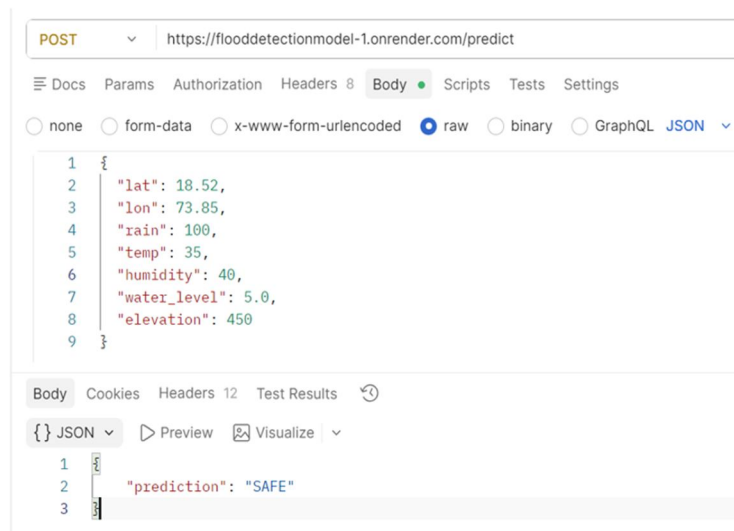 POST https://flooddetectionmodel-1.onrender.com/predict
Docs Params Authorization Headers 8 Body Scripts Tests Settings
none form-data x-www-form-urlencoded raw binary GraphQL JSON
1 {
2 "lat": 18.52,
3 "lon": 73.85,
4 "rain": 100,
5 "temp": 35,
6 "humidity": 40,
7 "water_level": 5.0,
8 "elevation": 450
9 }
Body Cookies Headers 12 Test Results
{} JSON Preview Visualize
1 {
2 "prediction": "SAFE"
3 }